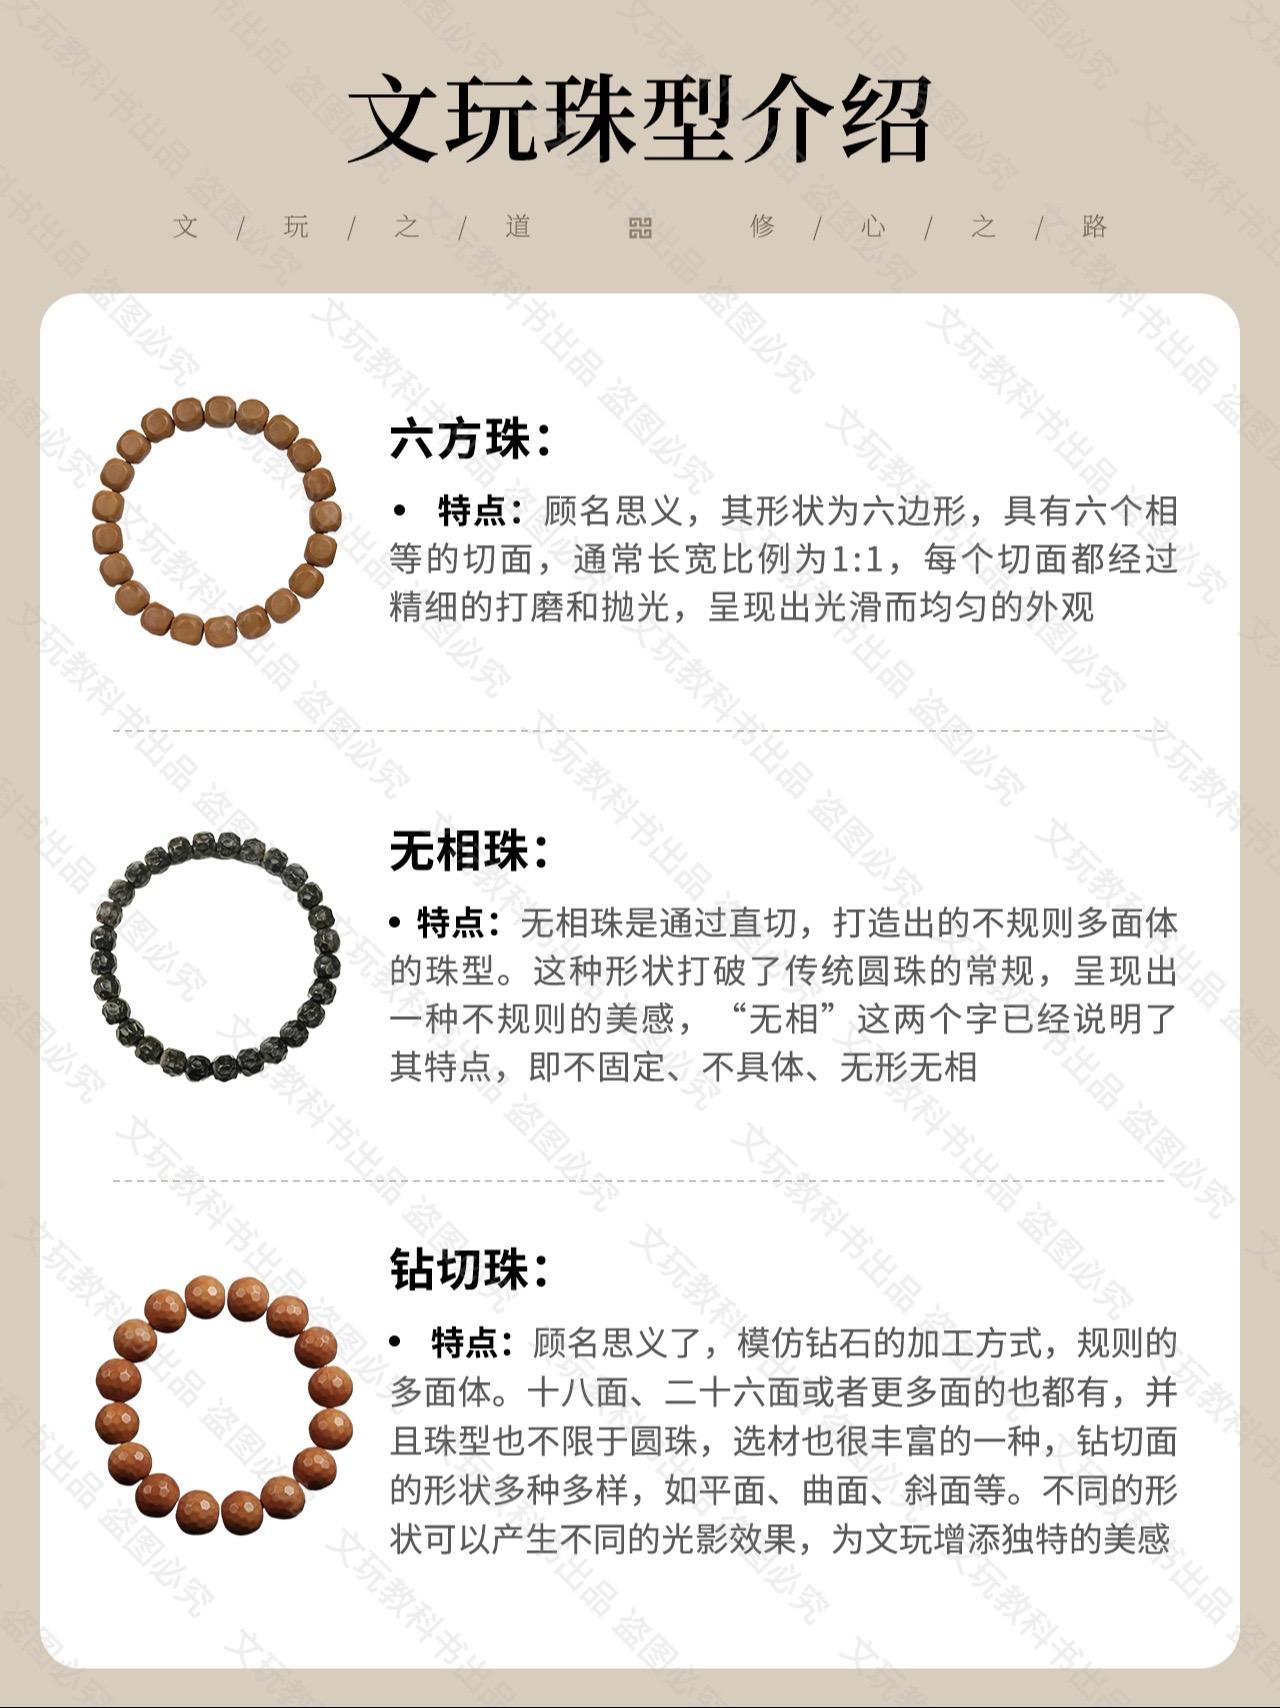 文玩珠型介绍
文 / 玩 / 之 / 道 修 / 心 / 之 / 路
六方珠：
• 特点：顾名思义，其形状为六边形，具有六个相
等的切面，通常长宽比例为1:1，每个切面都经过
精细的打磨和抛光，呈现出光滑而均匀的外观
无相珠：
• 特点：无相珠是通过直切，打造出的不规则多面体
的珠型。这种形状打破了传统圆珠的常规，呈现出
一种不规则的美感，“无相”这两个字已经说明了
其特点，即不固定、不具体、无形无相
钻切珠：
• 特点：顾名思义了，模仿钻石的加工方式，规则的
多面体。十八面、二十六面或者更多面的也都有，并
且珠型也不限于圆珠，选材也很丰富的一种，钻切面
的形状多种多样，如平面、曲面、斜面等。不同的形
状可以产生不同的光影效果，为文玩增添独特的美感
文玩教科书出品 盗图必究